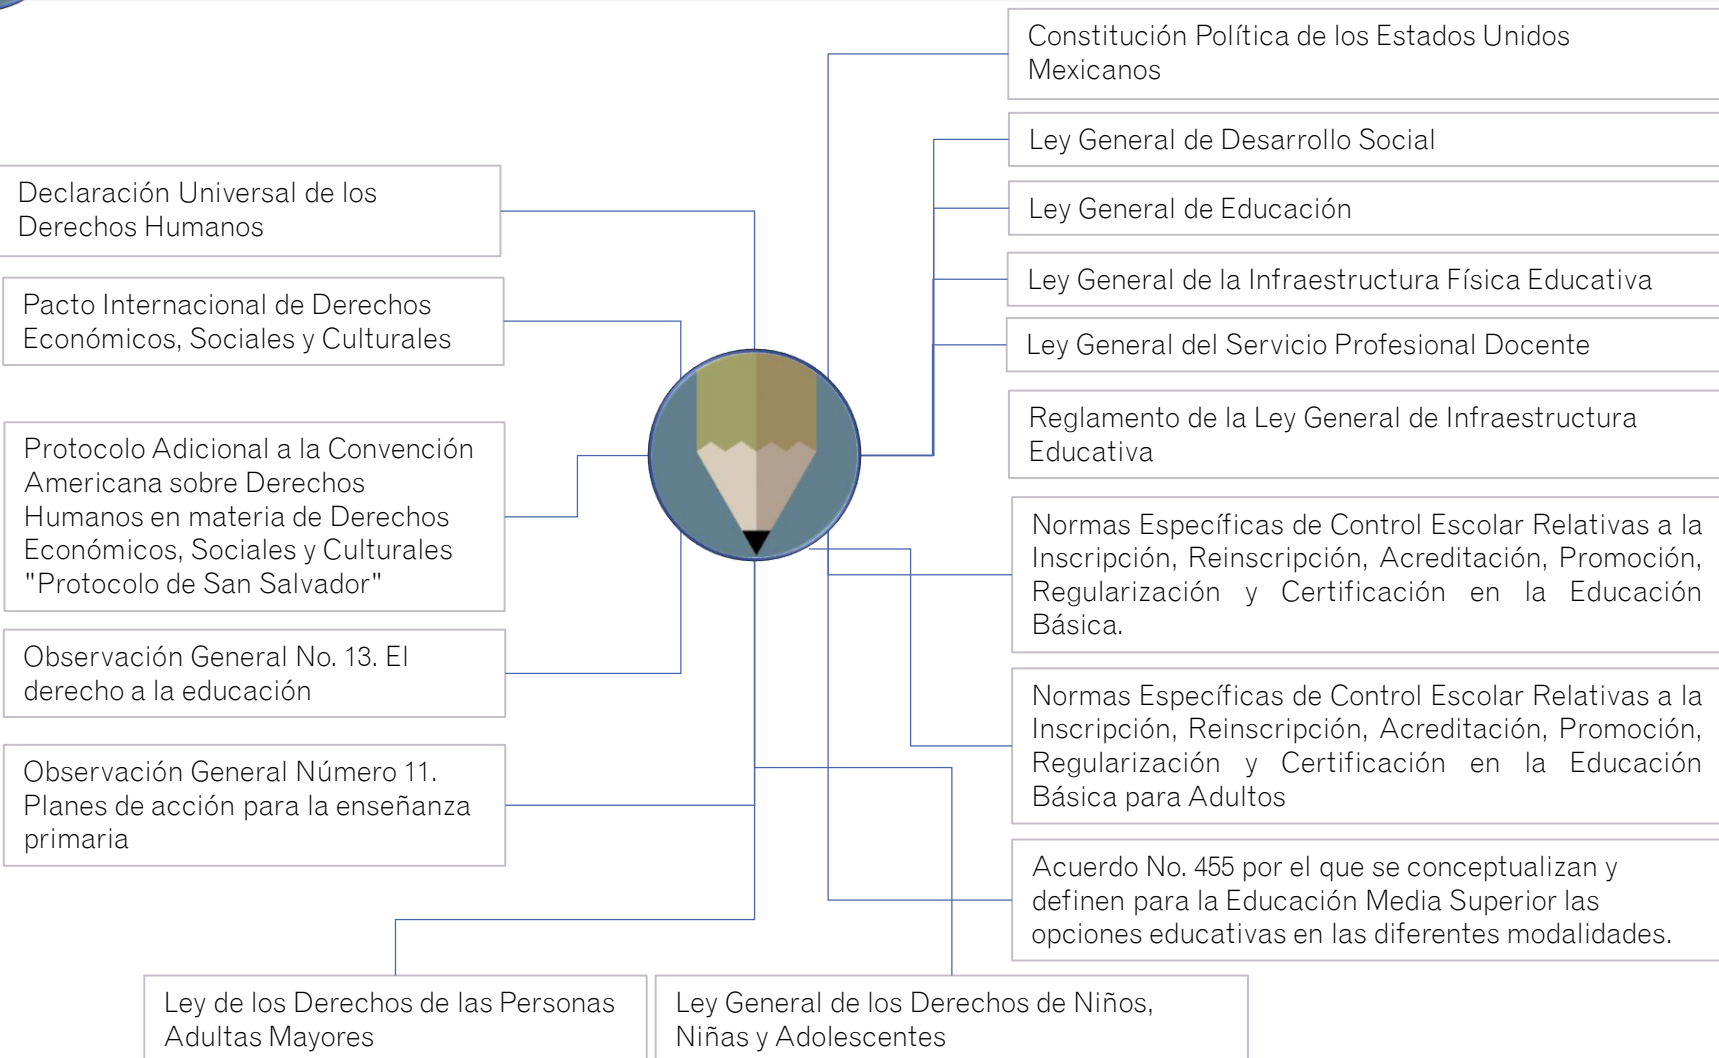 Constitución Política de los Estados Unidos
Mexicanos
Ley General de Desarrollo Social
Ley General de Educación
Ley General de la Infraestructura Física Educativa
Ley General del Servicio Profesional Docente
Reglamento de la Ley General de Infraestructura
Educativa
Normas Específicas de Control Escolar Relativas a la
Inscripción, Reinscripción, Acreditación, Promoción,
Regularización y Certificación en la Educación
Básica.
Normas Específicas de Control Escolar Relativas a la
Inscripción, Reinscripción, Acreditación, Promoción,
Regularización y Certificación en la Educación
Básica para Adultos
Acuerdo No. 455 por el que se conceptualizan y
definen para la Educación Media Superior las
opciones educativas en las diferentes modalidades.
Declaración Universal de los
Derechos Humanos
Pacto Internacional de Derechos
Económicos, Sociales y Culturales
Protocolo Adicional a la Convención
Americana sobre Derechos
Humanos en materia de Derechos
Económicos, Sociales y Culturales
"Protocolo de San Salvador"
Observación General No. 13. El
derecho a la educación
Observación General Número 11.
Planes de acción para la enseñanza
primaria
Ley de los Derechos de las Personas
Adultas Mayores
Ley General de los Derechos de Niños,
Niñas y Adolescentes